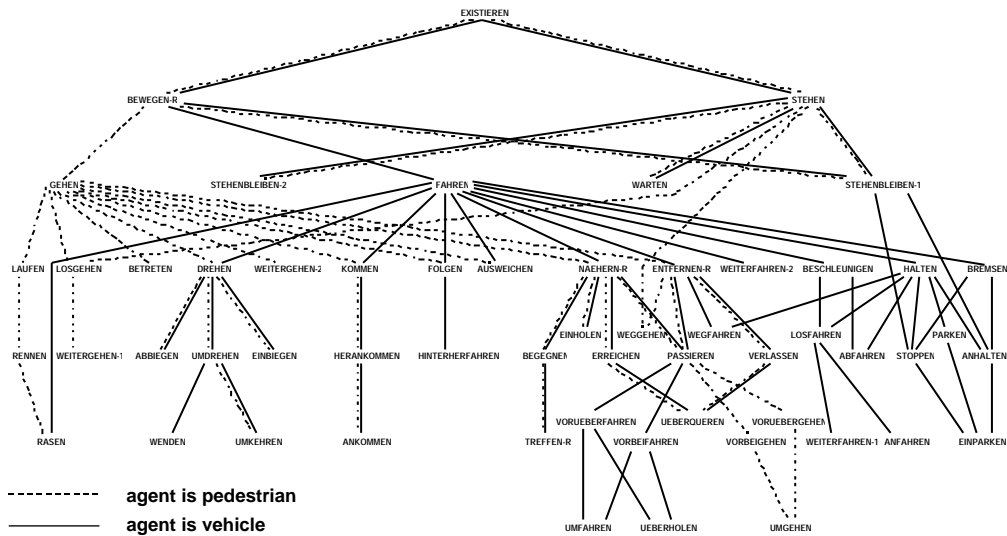 EXISTIEREN
BEWEGEN-R STEHEN
GEHEN STEHENBLEIBEN-2 FAHREN WARTEN STEHENBLEIBEN-1
LAUFEN LOSGEHEN BETRETEN DREHEN WEITERGEHEN-2 KOMMEN FOLGEN AUSWEICHEN NAEHERN-R ENTFERNEN-R WEITERFAHREN-2 BESCHLEUNIGEN HALTEN BREMSEN
EINHOLEN WEGGEHEN WEGFAHREN LOSFAHREN PARKEN
RENNEN WEITERGEHEN-1 ABBIEGEN UMDREHEN EINBIEGEN HERANKOMMEN HINTERHERFAHREN BEGEGNEN ERREICHEN PASSIEREN VERLASSEN ABFAHREN STOPPEN ANHALTEN
VORUEBERFAHREN UEBERQUEREN VORUEBERGEHEN
RASEN WENDEN UMKEHREN ANKOMMEN TREFFEN-R VORBEIFAHREN VORBEIGEHEN WEITERFAHREN-1 ANFAHREN EINPARKEN
agent is pedestrian
agent is vehicle
UMFAHREN UEBERHOLEN UMGEHEN